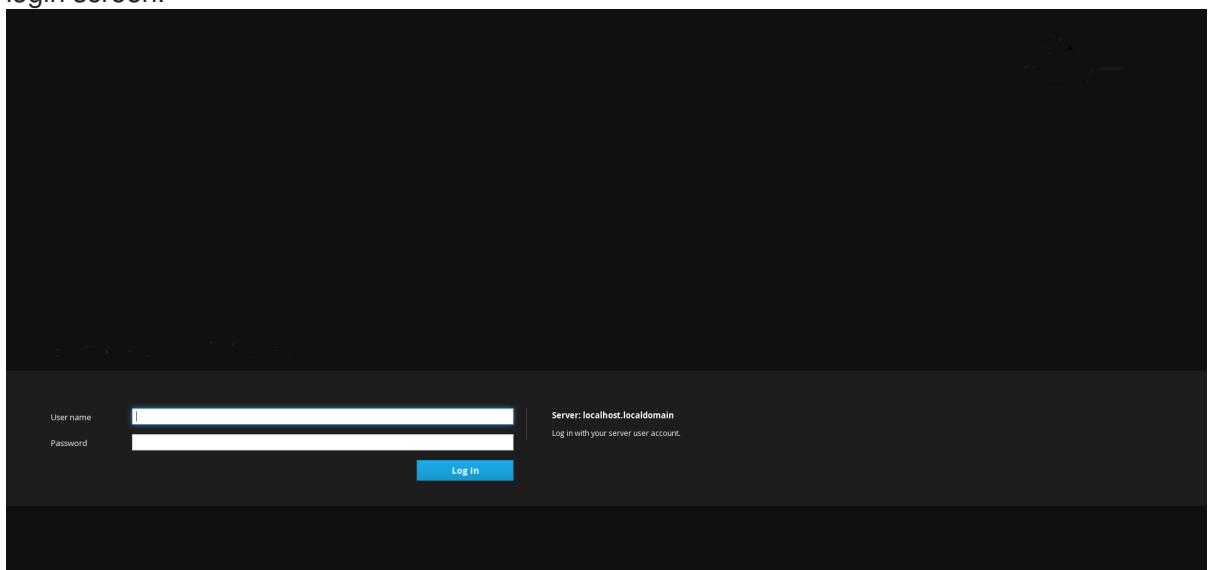 login screen:
User name
Password
Log In
Server: localhost.localdomain
Log in with your server user account.